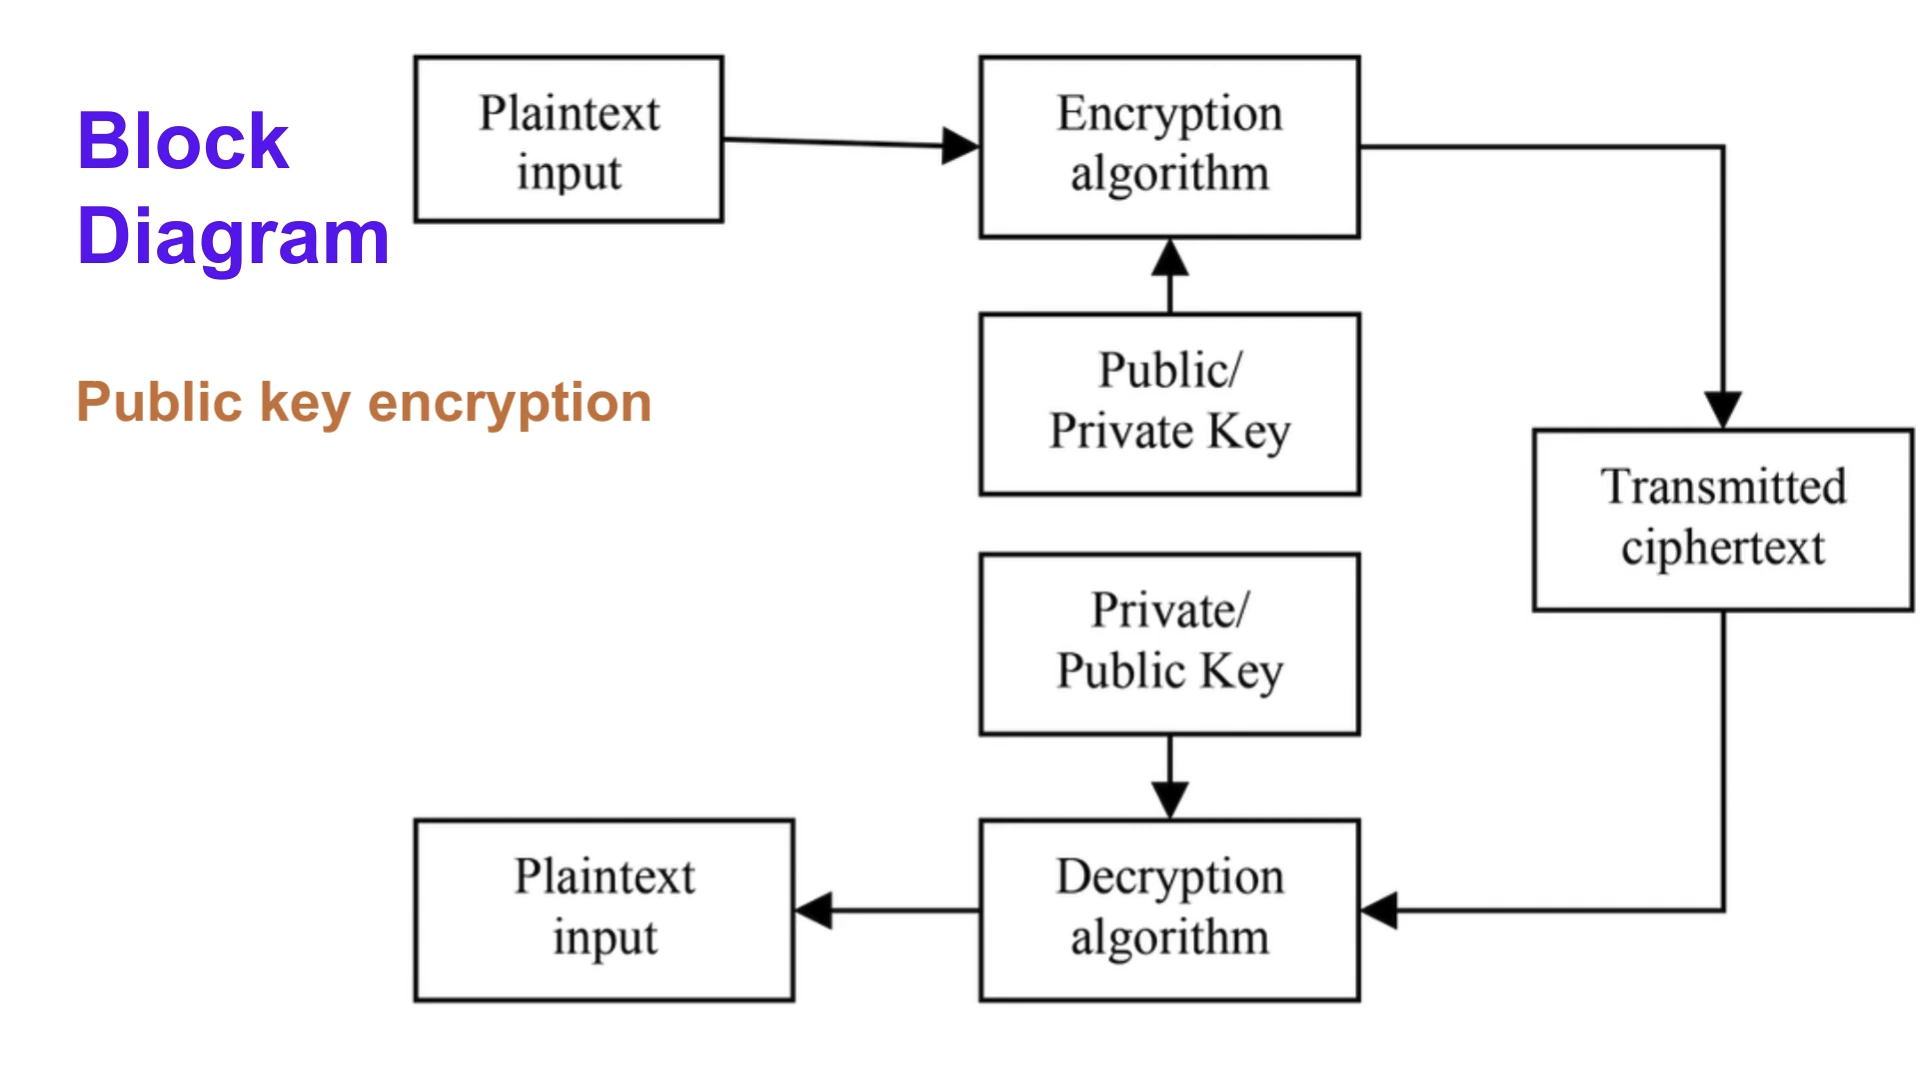 Block
Diagram
Public key encryption
Plaintext
input
Encryption
algorithm
Public/
Private Key
Transmitted
ciphertext
Private/
Public Key
Decryption
algorithm
Plaintext
input